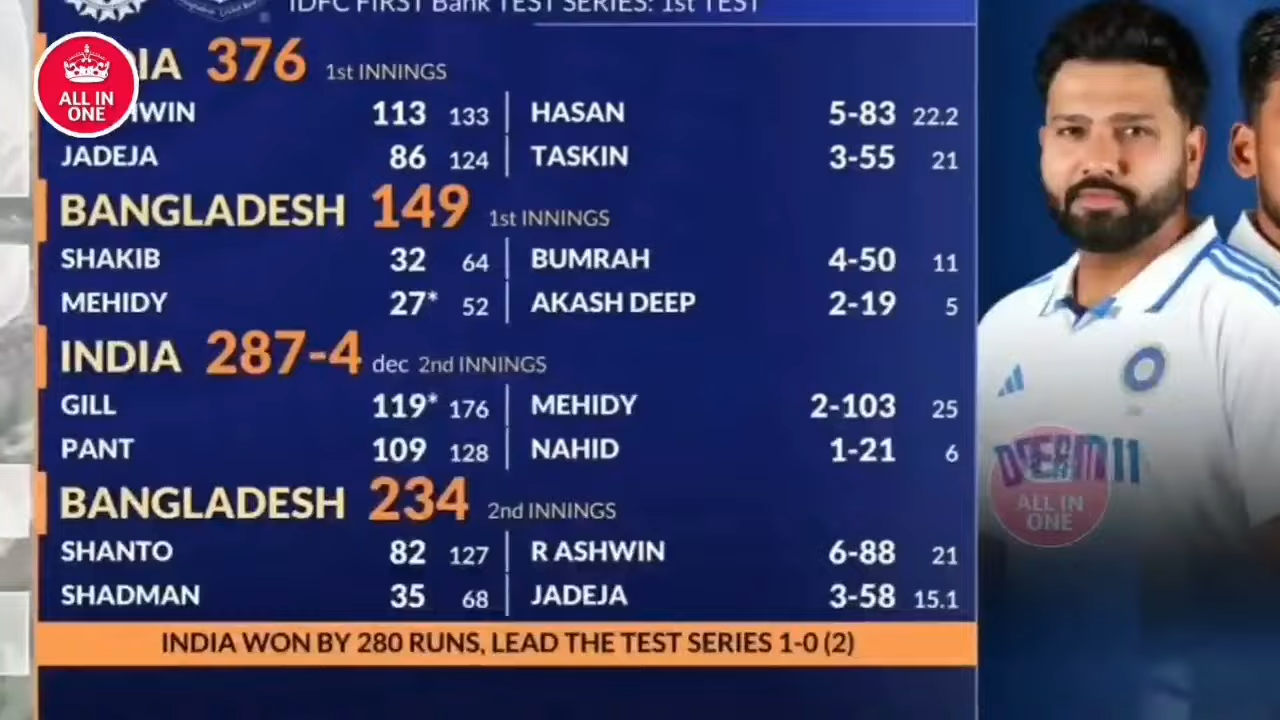 IDFC FIRST Bank TEST SERIES: 1st TEST
IA 376 1st INNINGS
ALL IN
ONE
WIN 113 133 HASAN 5-83 22.2
JADEJA 86 124 TASKIN 3-55 21
BANGLADESH 149 1st INNINGS
SHAKIB 32 64 BUMRAH 4-50 11
MEHIDY 27* 52 AKASH DEEP 2-19 5
INDIA 287-4 dec 2nd INNINGS
GILL 119* 176 MEHIDY 2-103 25
PANT 109 128 NAHID 1-21 6
BANGLADESH 234 2nd INNINGS
SHANTO 82 127 R ASHWIN 6-88 21
SHADMAN 35 68 JADEJA 3-58 15.1
INDIA WON BY 280 RUNS, LEAD THE TEST SERIES 1-0 (2)
DREAM11
ALL IN
ONE